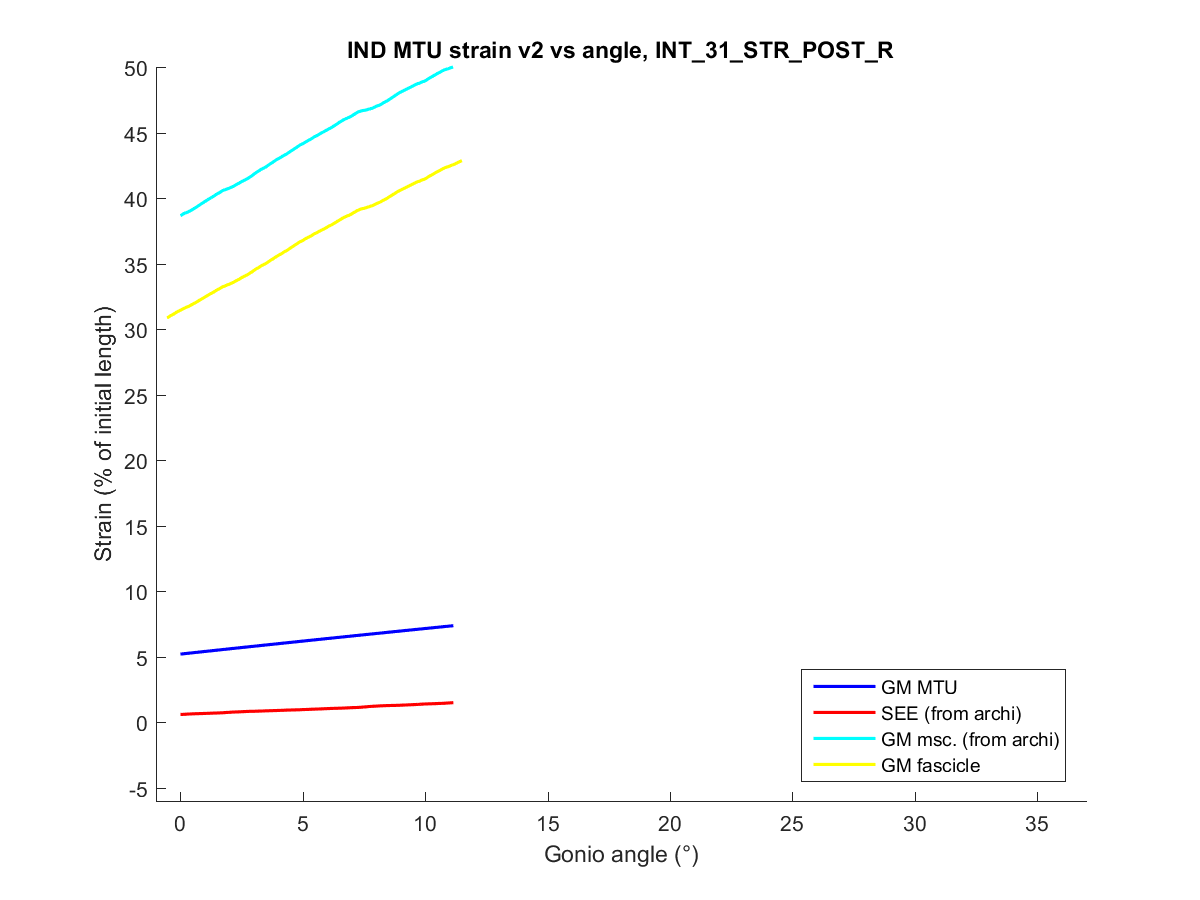 IND MTU strain v2 vs angle, INT_31_STR_POST_R
50
45
40
35
30
25
20
15
10
5
0
-5
Strain (% of initial length)
0 5 10 15 20 25 30 35
Gonio angle (°)
GM MTU
SEE (from archi)
GM msc. (from archi)
GM fascicle